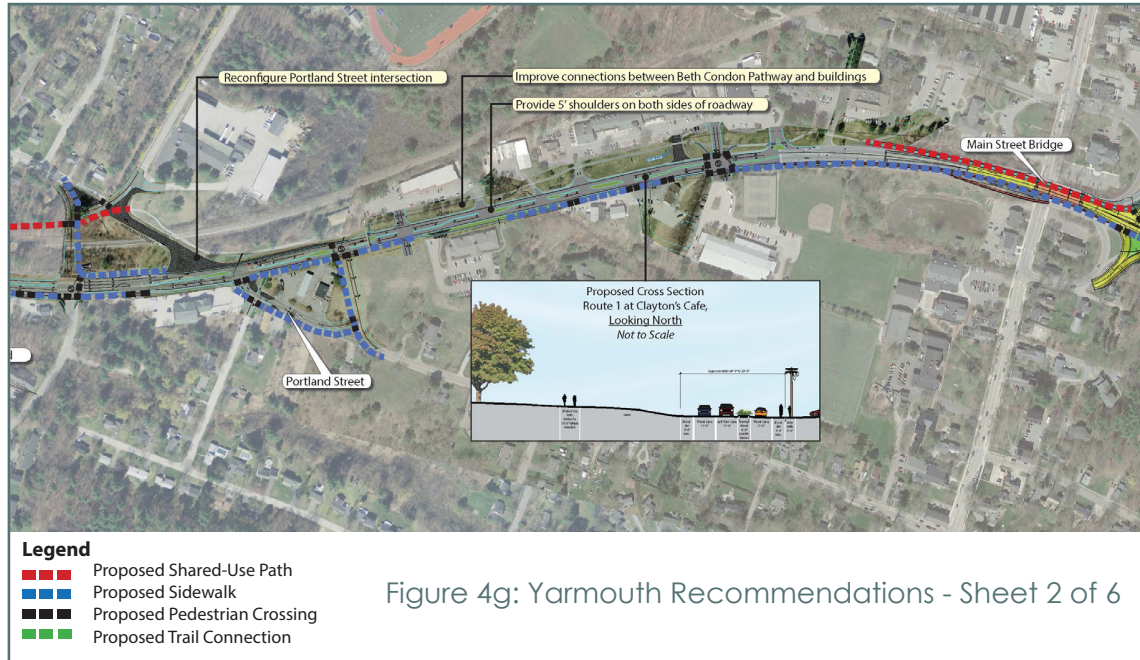 Reconfigure Portland Street intersection
Improve connections between Beth Condon Pathway and buildings
Provide 5’ shoulders on both sides of roadway
Main Street Bridge
Portland Street
Proposed Cross Section
Route 1 at Clayton's Cafe,
Looking North
Not to Scale
Legend
Proposed Shared-Use Path
Proposed Sidewalk
Proposed Pedestrian Crossing
Proposed Trail Connection
Figure 4g: Yarmouth Recommendations - Sheet 2 of 6